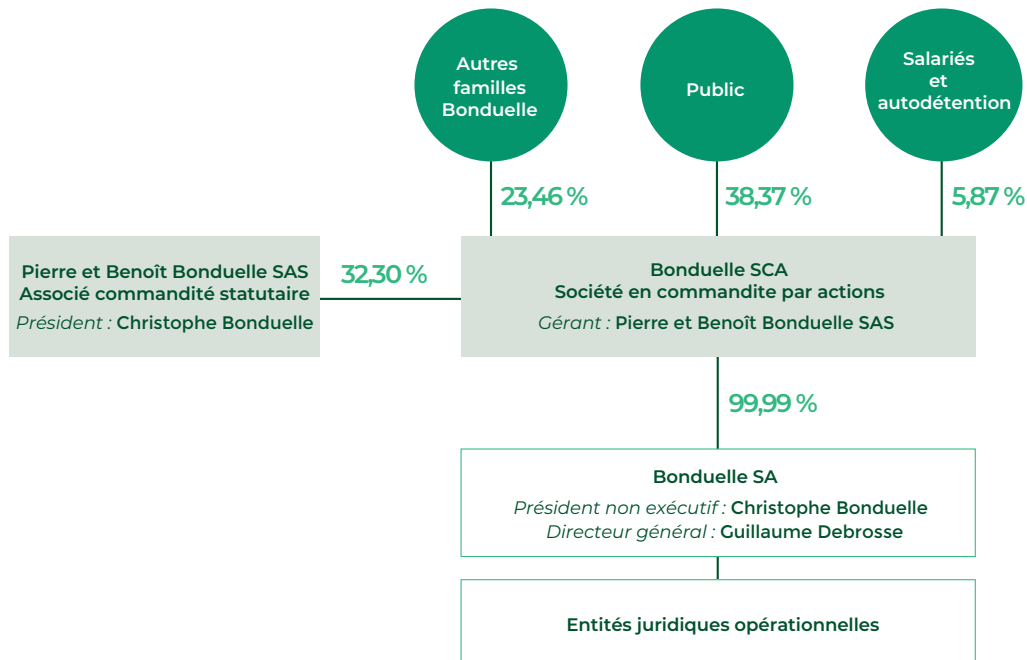 Autres
familles
Bonduelle
Public
Salariés
et
autodétention
23,46 %
38,37 %
5,87 %
Pierre et Benoît Bonduelle SAS
Associé commandité statutaire
Président : Christophe Bonduelle
32,30 %
Bonduelle SCA
Société en commandite par actions
Gérant : Pierre et Benoît Bonduelle SAS
99,99 %
Bonduelle SA
Président non exécutif : Christophe Bonduelle
Directeur général : Guillaume Debrosse
Entités juridiques opérationnelles